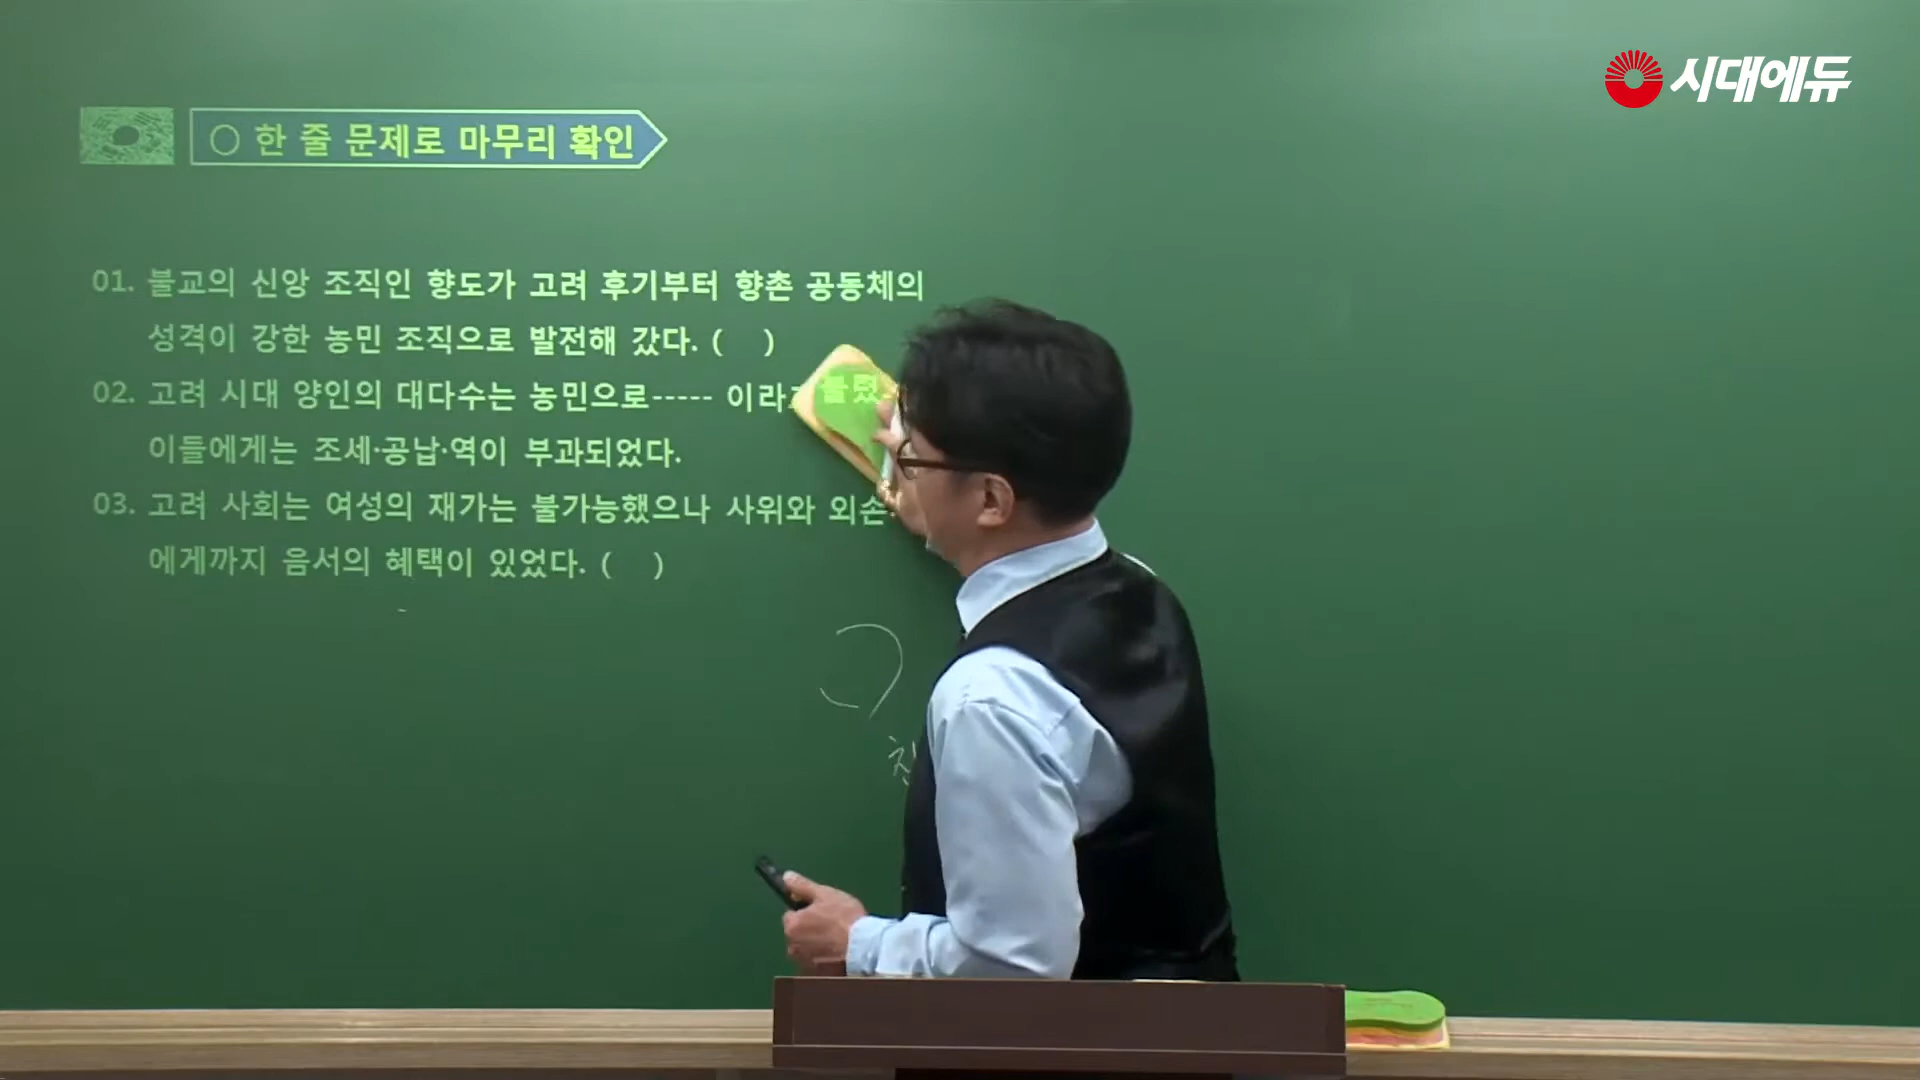 시대에듀
○ 한 줄 문제로 마무리 확인
01. 불교의 신앙 조직인 향도가 고려 후기부터 향촌 공동체의
성격이 강한 농민 조직으로 발전해 갔다. (    )
02. 고려 시대 양인의 대다수는 농민으로----- 이라고 불렸
이들에게는 조세·공납·역이 부과되었다.
03. 고려 사회는 여성의 재가는 불가능했으나 사위와 외손
에게까지 음서의 혜택이 있었다. (    )